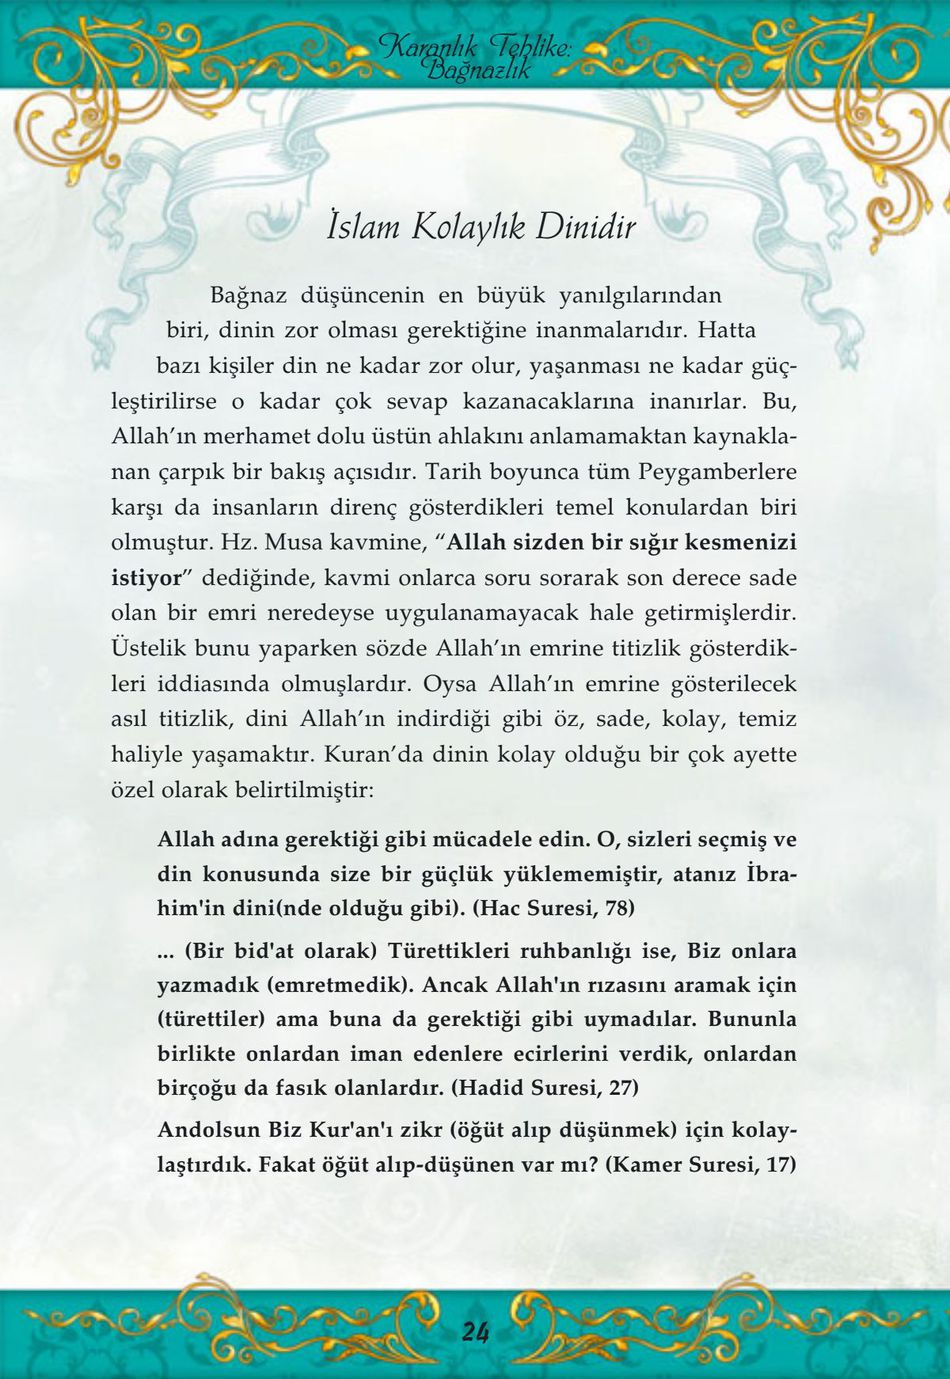 Karanlık Tehlike:
Bağnazlık
İslam Kolaylık Dinidir
Bağnaz düşüncenin en büyük yanılgılarından
biri, dinin zor olması gerektiğine inanmalarıdır. Hatta
bazı kişiler din ne kadar zor olur, yaşanması ne kadar güç-
leştirilirse o kadar çok sevap kazanacaklarına inanırlar. Bu,
Allah’ın merhamet dolu üstün ahlakını anlamamaktan kaynakla-
nan çarpık bir bakış açısıdır. Tarih boyunca tüm Peygamberlere
karşı da insanların direnç gösterdikleri temel konulardan biri
olmuştur. Hz. Musa kavmine, “Allah sizden bir sığır kesmenizi
istiyor” dediğinde, kavmi onlarca soru sorarak son derece sade
olan bir emri neredeyse uygulanamayacak hale getirmişlerdir.
Üstelik bunu yaparken sözde Allah’ın emrine titizlik gösterdik-
leri iddiasında olmuşlardır. Oysa Allah’ın emrine gösterilecek
asıl titizlik, dini Allah’ın indirdiği gibi öz, sade, kolay, temiz
haliyle yaşamaktır. Kuran’da dinin kolay olduğu bir çok ayette
özel olarak belirtilmiştir:
Allah adına gerektiği gibi mücadele edin. O, sizleri seçmiş ve
din konusunda size bir güçlük yüklememiştir, atanız İbra-
him'in dini(nde olduğu gibi). (Hac Suresi, 78)
... (Bir bid'at olarak) Türettikleri ruhbanlığı ise, Biz onlara
yazmadık (emretmedik). Ancak Allah'ın rızasını aramak için
(türettiler) ama buna da gerektiği gibi uymadılar. Bununla
birlikte onlardan iman edenlere ecirlerini verdik, onlardan
birçoğu da fasık olanlardır. (Hadid Suresi, 27)
Andolsun Biz Kur'an'ı zikr (öğüt alıp düşünmek) için kolay-
laştırdık. Fakat öğüt alıp-düşünen var mı? (Kamer Suresi, 17)
24